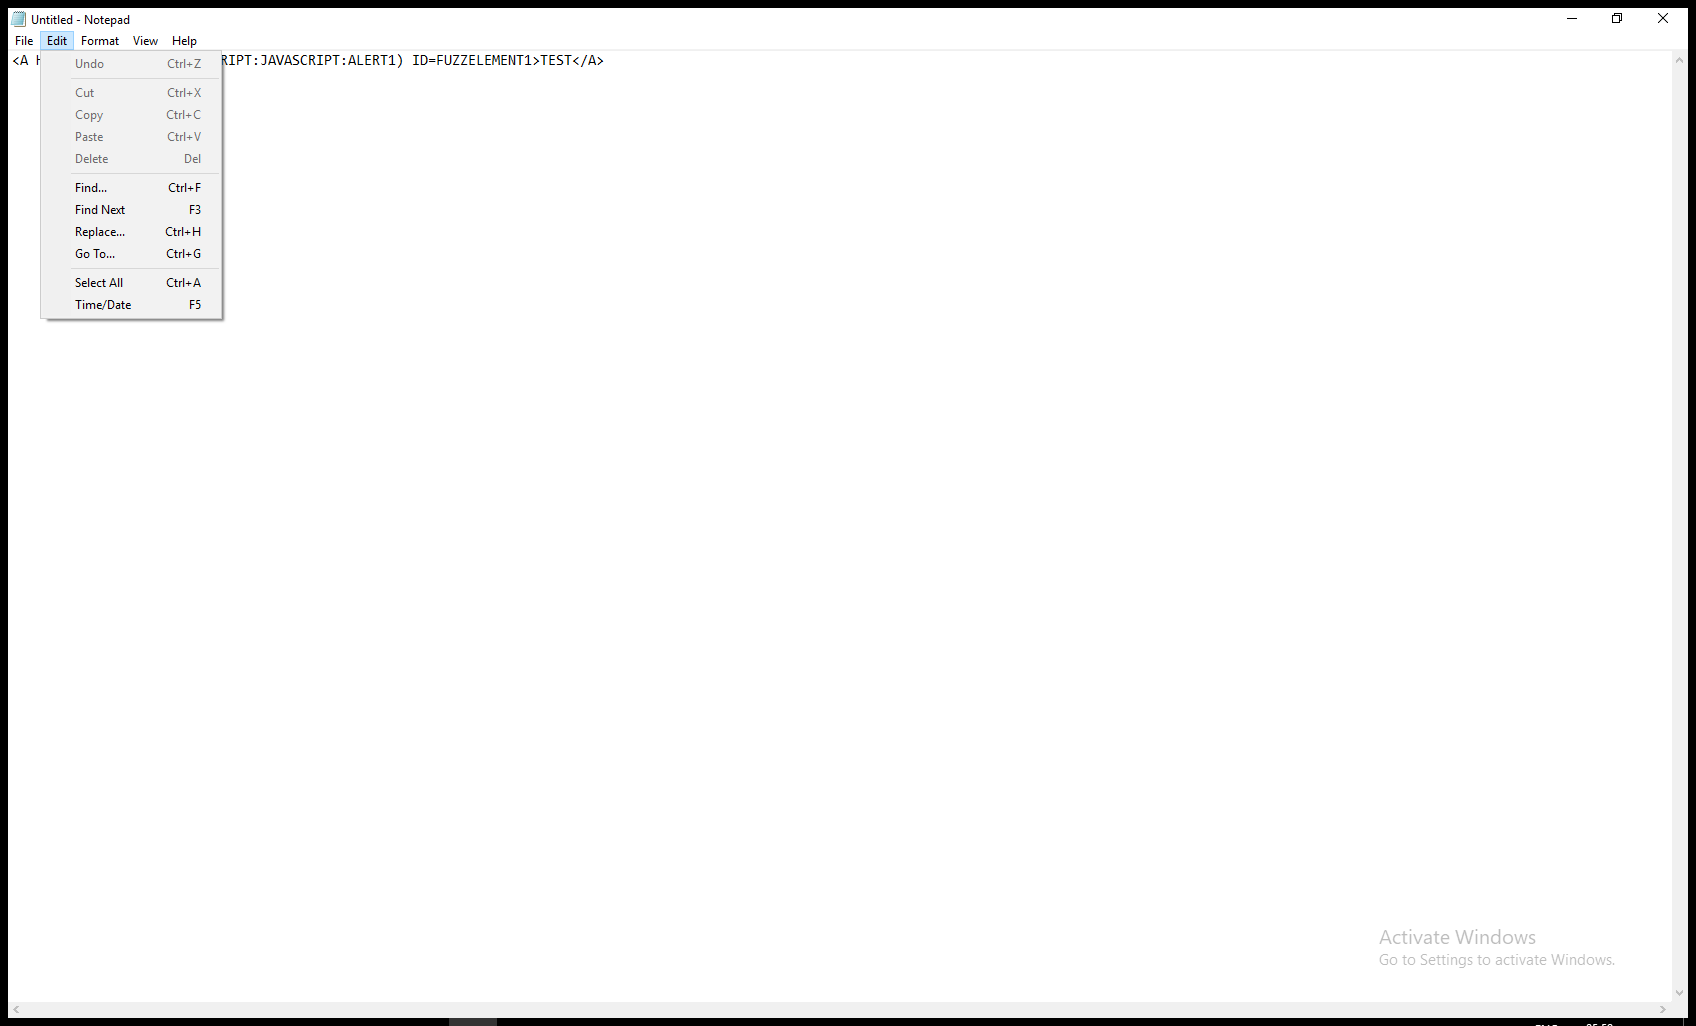 Untitled - Notepad
File Edit Format View Help
<A RIPT:JAVASCRIPT:ALERT1) ID=FUZZELEMENT1>TEST</A>
Undo Ctrl+Z
Cut Ctrl+X
Copy Ctrl+C
Paste Ctrl+V
Delete Del
Find... Ctrl+F
Find Next F3
Replace... Ctrl+H
Go To... Ctrl+G
Select All Ctrl+A
Time/Date F5
Activate Windows
Go to Settings to activate Windows.